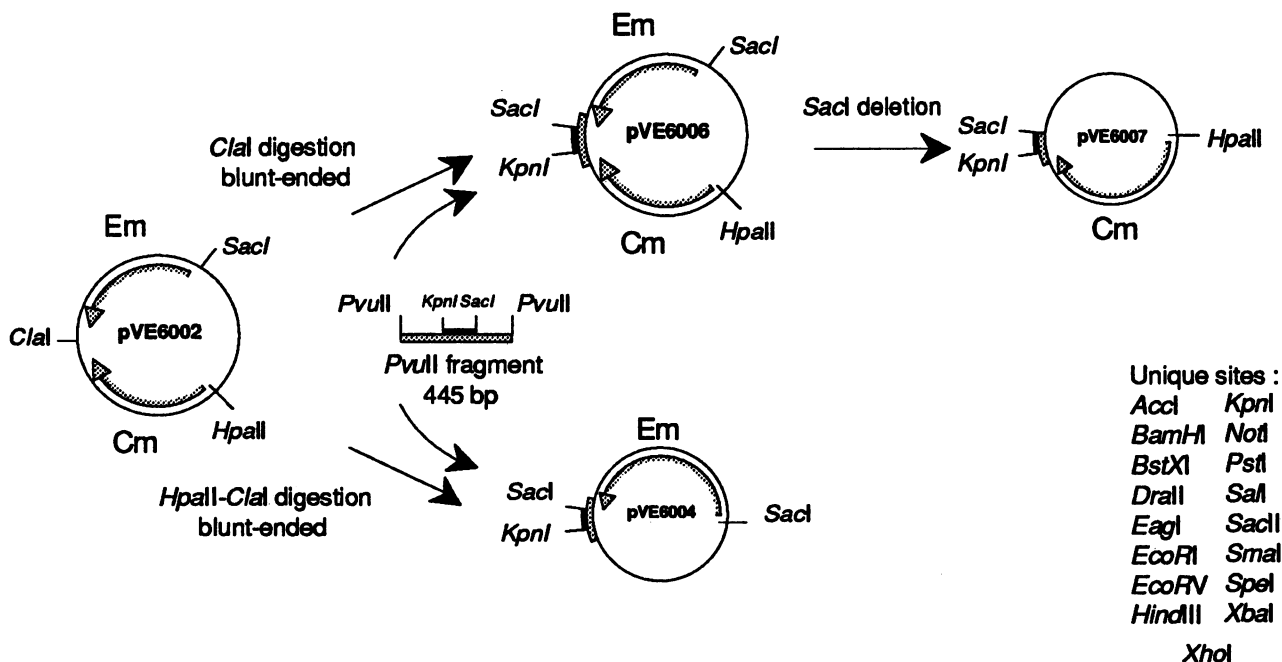 Em
SacI
SacI
pVE6006
KpnI
HpaII
Cm
SacI deletion
SacI
pVE6007
HpaII
KpnI
Cm
ClaI digestion
blunt-ended
Em
SacI
ClaI
pVE6002
HpaII
Cm
PvuII
KpnI SacI
PvuII
PvuII fragment
445 bp
HpaII-ClaI digestion
blunt-ended
Em
SacI
pVE6004
SacI
KpnI
Unique sites :
AccI KpnI
BamHI NotI
BstXI PstI
DraII SalI
EagI SacII
EcoRI SmaI
EcoRV SpeI
HindIII XbaI
XhoI